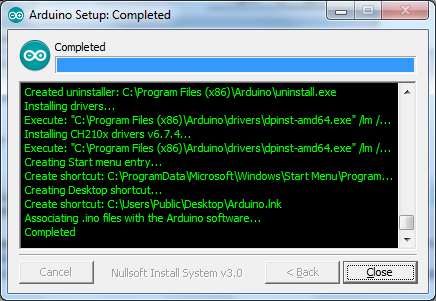 Arduino Setup: Completed
Completed
Created uninstaller: C:\Program Files (x86)\Arduino\uninstall.exe
Installing drivers...
Execute: "C:\Program Files (x86)\Arduino\drivers\dpinst-amd64.exe" /lm /...
Installing CH210x drivers v6.7.4...
Execute: "C:\Program Files (x86)\Arduino\drivers\dpinst-amd64.exe" /lm /...
Creating Start menu entry...
Create shortcut: C:\ProgramData\Microsoft\Windows\Start Menu\Program...
Creating Desktop shortcut...
Create shortcut: C:\Users\Public\Desktop\Arduino.lnk
Associating .ino files with the Arduino software...
Completed
Cancel
Nullsoft Install System v3.0
< Back
Close